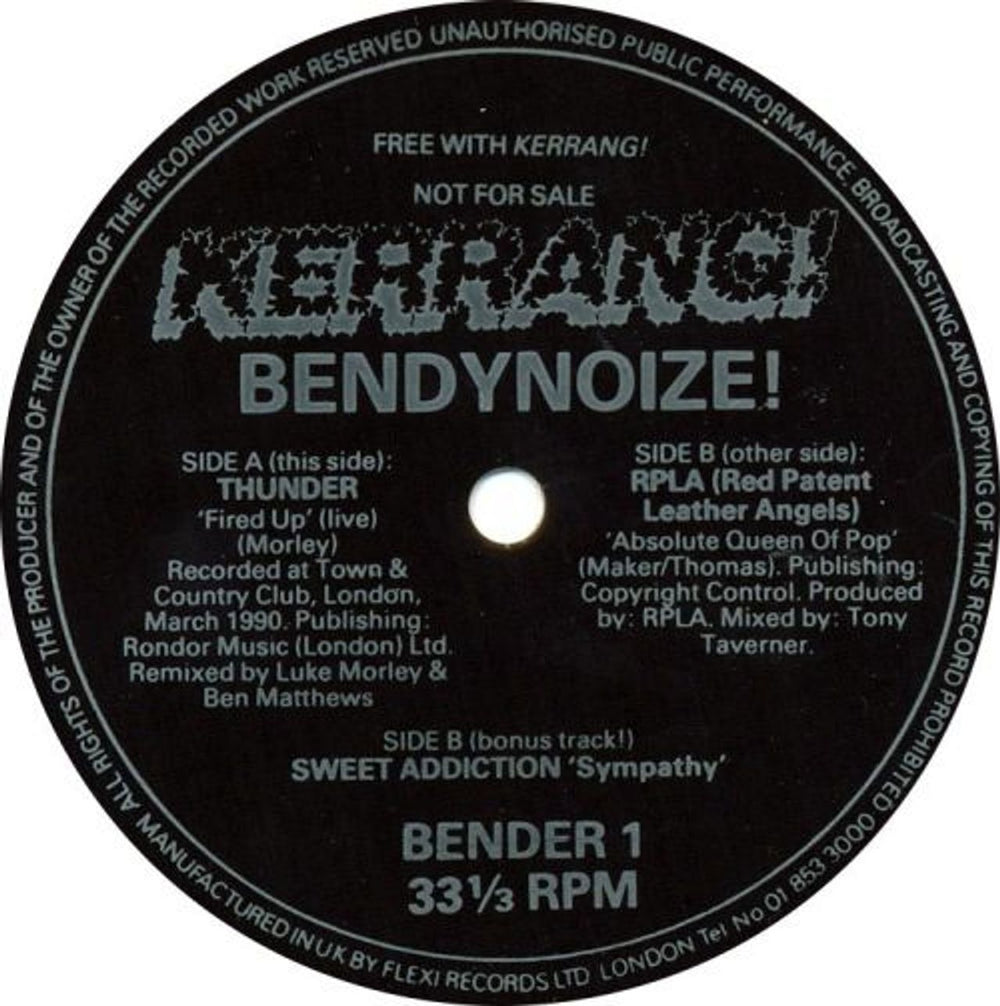 ALL RIGHTS OF THE PRODUCER AND OF THE OWNER OF THE RECORDED WORK RESERVED UNAUTHORISED PUBLIC PERFORMANCE BROADCASTING AND COPYING OF THIS RECORD PROHIBITED
FREE WITH KERRANG!
NOT FOR SALE
KERRANG!
BENDYNOIZE!
SIDE A (this side):
THUNDER
'Fired Up' (live)
(Morley)
Recorded at Town &
Country Club, London,
March 1990. Publishing:
Rondor Music (London) Ltd.
Remixed by Luke Morley &
Ben Matthews
SIDE B (other side):
RPLA (Red Patent
Leather Angels)
'Absolute Queen Of Pop'
(Maker/Thomas). Publishing:
Copyright Control. Produced
by: RPLA. Mixed by: Tony
Taverner.
SIDE B (bonus track!)
SWEET ADDICTION 'Sympathy'
BENDER 1
33⅓ RPM
MANUFACTURED IN UK BY FLEXI RECORDS LTD LONDON Tel No 01 853 3000